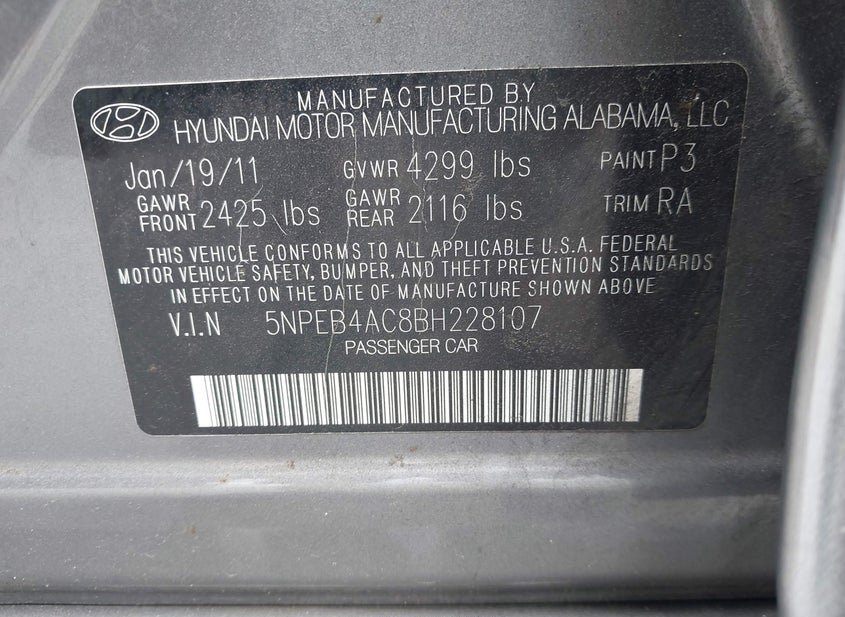 MANUFACTURED BY
HYUNDAI MOTOR MANUFACTURING ALABAMA, LLC
Jan/19/11 GVWR 4299 lbs PAINT P3
GAWR FRONT 2425 lbs GAWR REAR 2116 lbs TRIM RA
THIS VEHICLE CONFORMS TO ALL APPLICABLE U.S.A. FEDERAL
MOTOR VEHICLE SAFETY, BUMPER, AND THEFT PREVENTION STANDARDS
IN EFFECT ON THE DATE OF MANUFACTURE SHOWN ABOVE
V.I.N 5NPEB4AC8BH228107
PASSENGER CAR